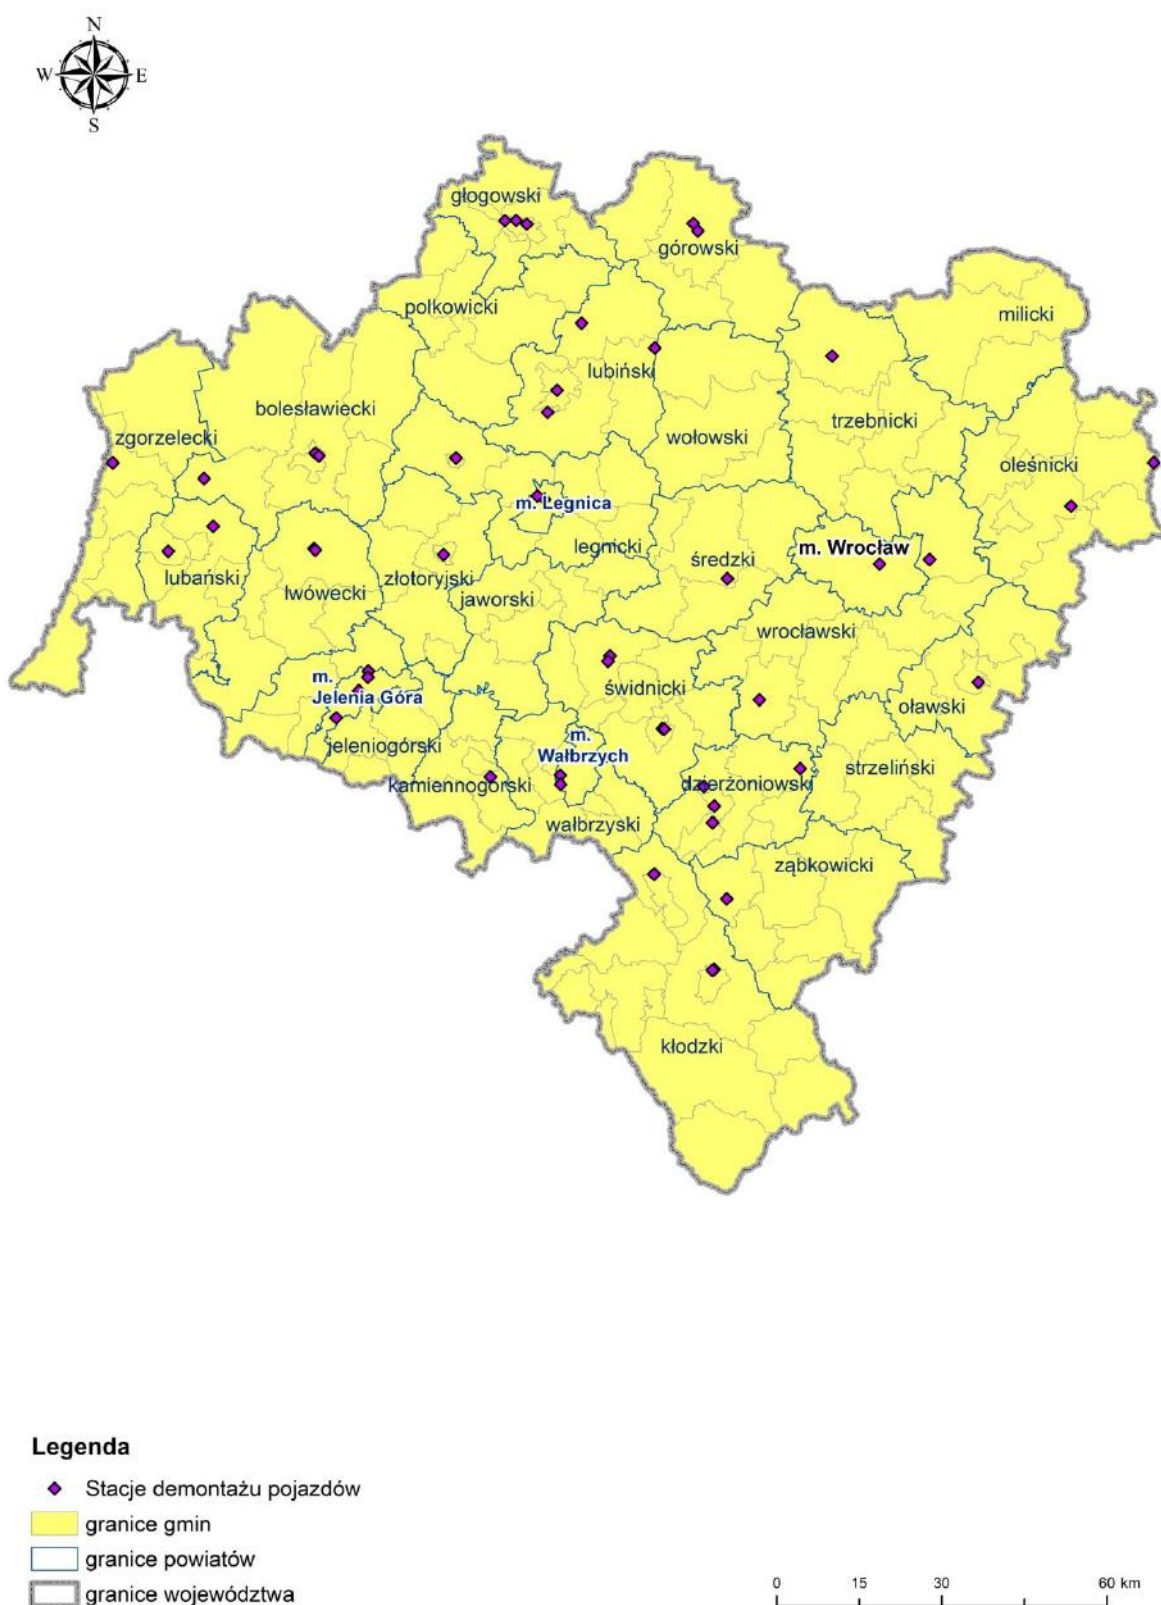 N
W E
S
głogowski
górowski
polkowicki
milicki
lubiński
bolesławiecki
trzebnicki
zgorzelecki
wołowski
oleśnicki
m. Legnica
legnicki
m. Wrocław
średzki
lubański
lwówecki
złotoryjski
jaworski
wrocławski
m.
Jelenia Góra
świdnicki
oławski
jeleniogórski
m.
Wałbrzych
kamiennogórski
dzierżoniowski
strzeliński
wałbrzyski
ząbkowicki
kłodzki
Legenda
Stacje demontażu pojazdów
granice gmin
granice powiatów
granice województwa
0 15 30 60 km